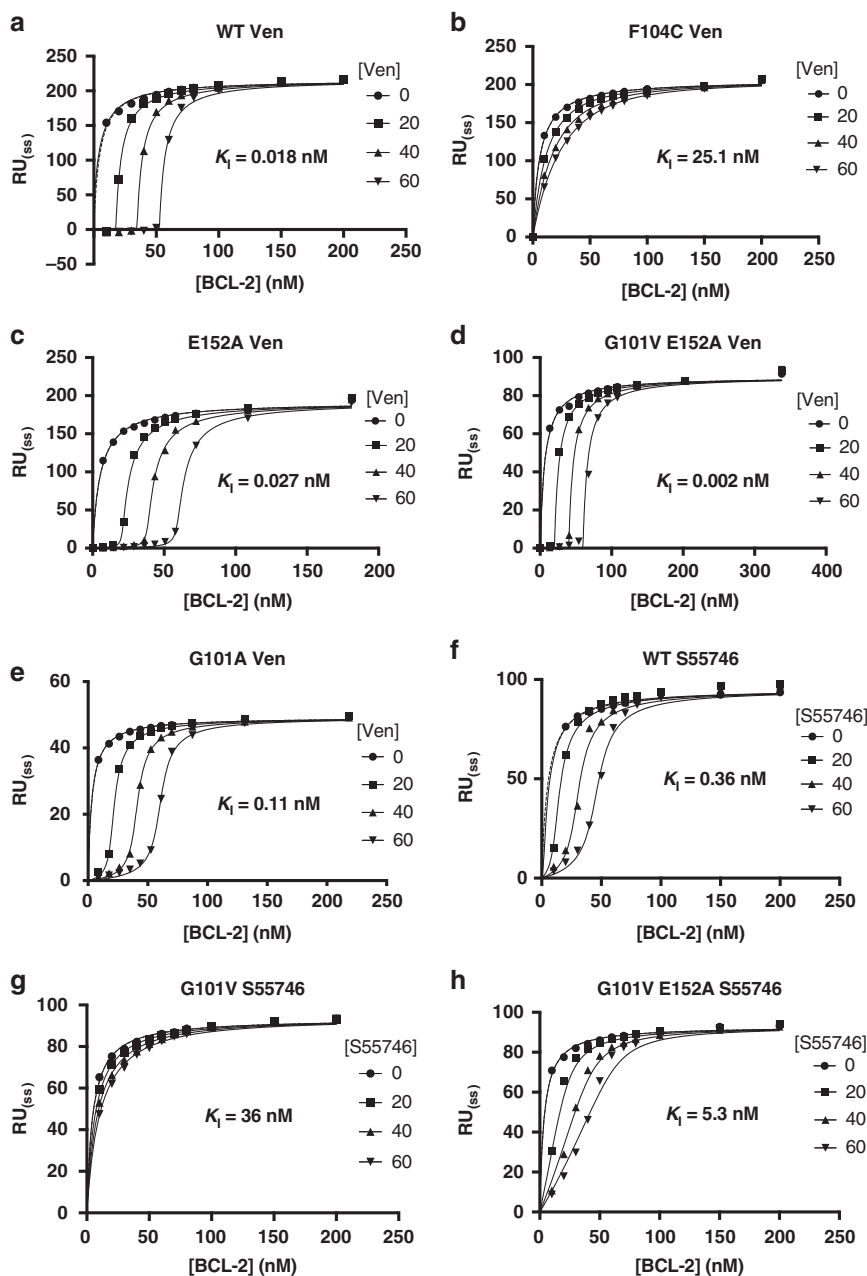 a
WT Ven
250
200
150
100
50
0
–50
50 100 150 200 250
RU(ss)
[BCL-2] (nM)
KI = 0.018 nM
[Ven]
0
20
40
60
b
F104C Ven
250
200
150
100
50
0
0 50 100 150 200 250
RU(ss)
[BCL-2] (nM)
KI = 25.1 nM
[Ven]
0
20
40
60
c
E152A Ven
250
200
150
100
50
0
0 50 100 150 200
RU(ss)
[BCL-2] (nM)
KI = 0.027 nM
[Ven]
0
20
40
60
d
G101V E152A Ven
100
80
60
40
20
0
0 100 200 300 400
RU(ss)
[BCL-2] (nM)
KI = 0.002 nM
[Ven]
0
20
40
60
e
G101A Ven
60
40
20
0
0 50 100 150 200 250
RU(ss)
[BCL-2] (nM)
KI = 0.11 nM
[Ven]
0
20
40
60
f
WT S55746
100
50
0
0 50 100 150 200 250
RU(ss)
[BCL-2] (nM)
KI = 0.36 nM
[S55746]
0
20
40
60
g
G101V S55746
100
80
60
40
20
0
0 50 100 150 200 250
RU(ss)
[BCL-2] (nM)
KI = 36 nM
[S55746]
0
20
40
60
h
G101V E152A S55746
100
80
60
40
20
0
0 50 100 150 200 250
RU(ss)
[BCL-2] (nM)
KI = 5.3 nM
[S55746]
0
20
40
60